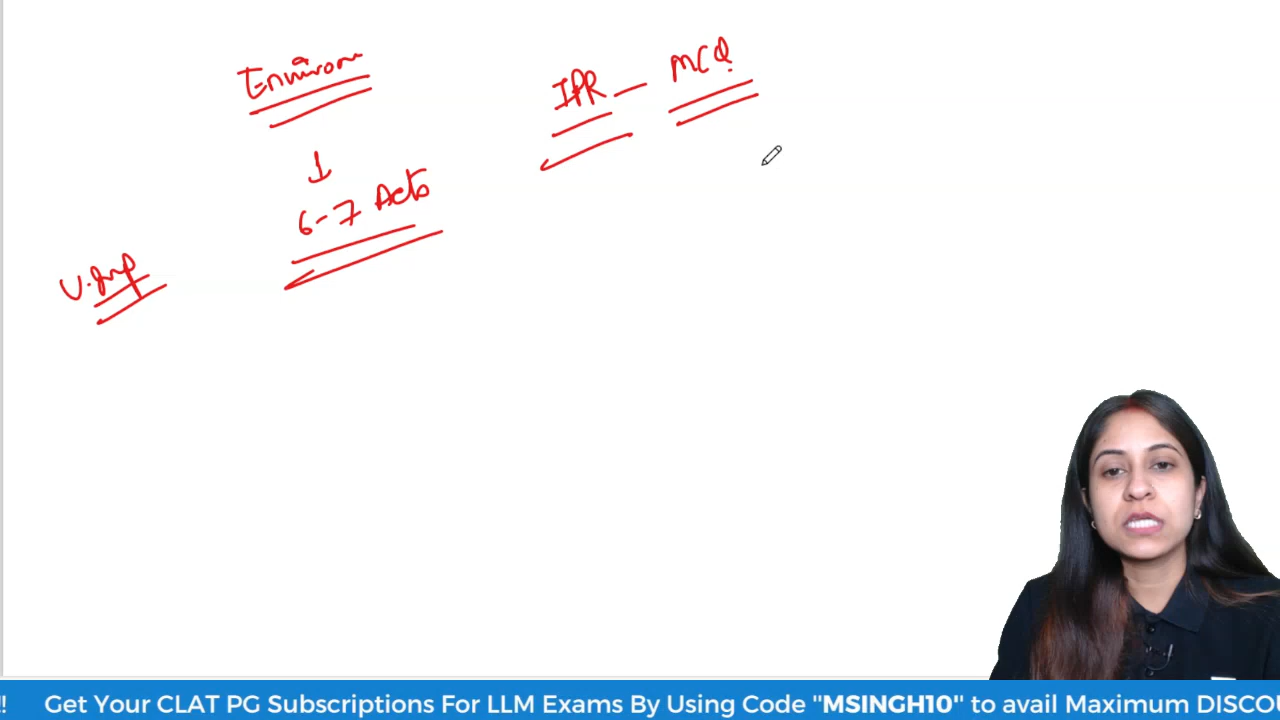 Environ
IPR - MCQ
6-7 Acts
V. Imp
!! Get Your CLAT PG Subscriptions For LLM Exams By Using Code "MSINGH10" to avail Maximum DISCOU